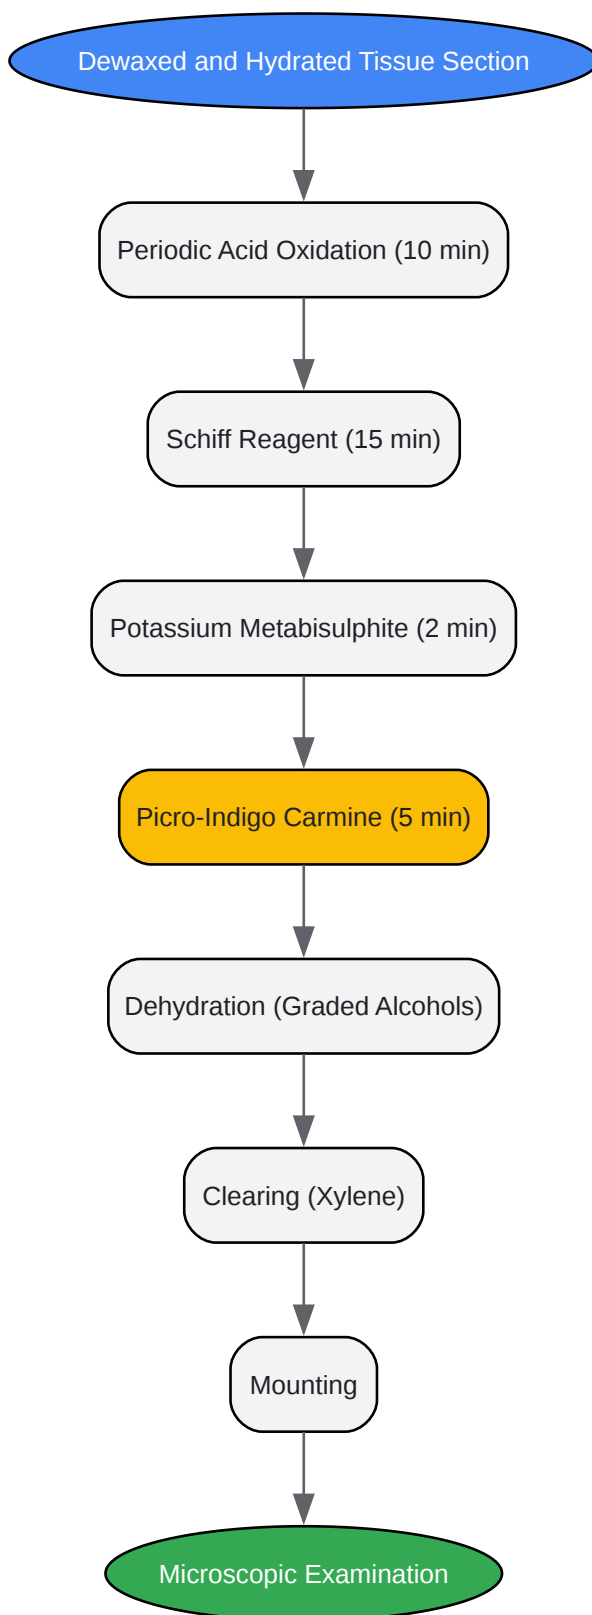 Dewaxed and Hydrated Tissue Section
Periodic Acid Oxidation (10 min)
Schiff Reagent (15 min)
Potassium Metabisulphite (2 min)
Picro-Indigo Carmine (5 min)
Dehydration (Graded Alcohols)
Clearing (Xylene)
Mounting
Microscopic Examination